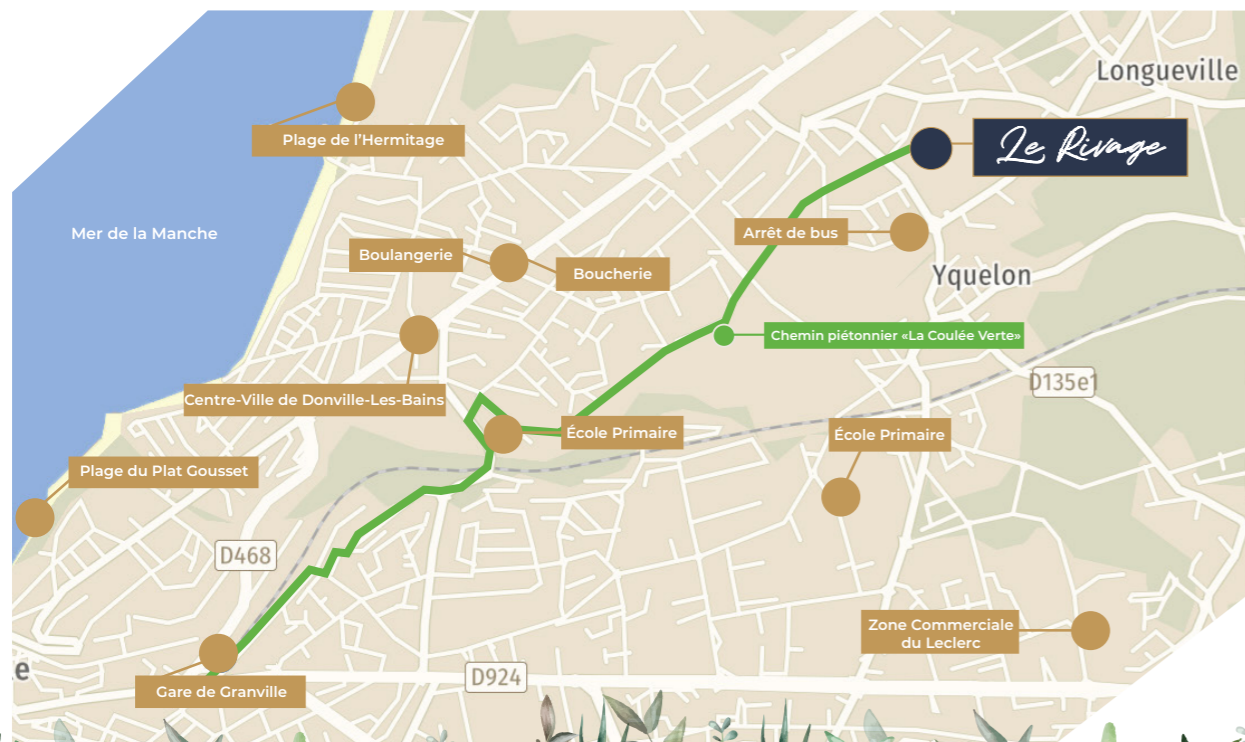 Longueville
Plage de l'Hermitage
Le Rivage
Mer de la Manche
Arrêt de bus
Boulangerie
Boucherie
Yquelon
Chemin piétonnier «La Coulée Verte»
D135e1
Centre-Ville de Donville-Les-Bains
École Primaire
École Primaire
Plage du Plat Gousset
D468
Zone Commerciale
du Leclerc
e
D924
Gare de Granville